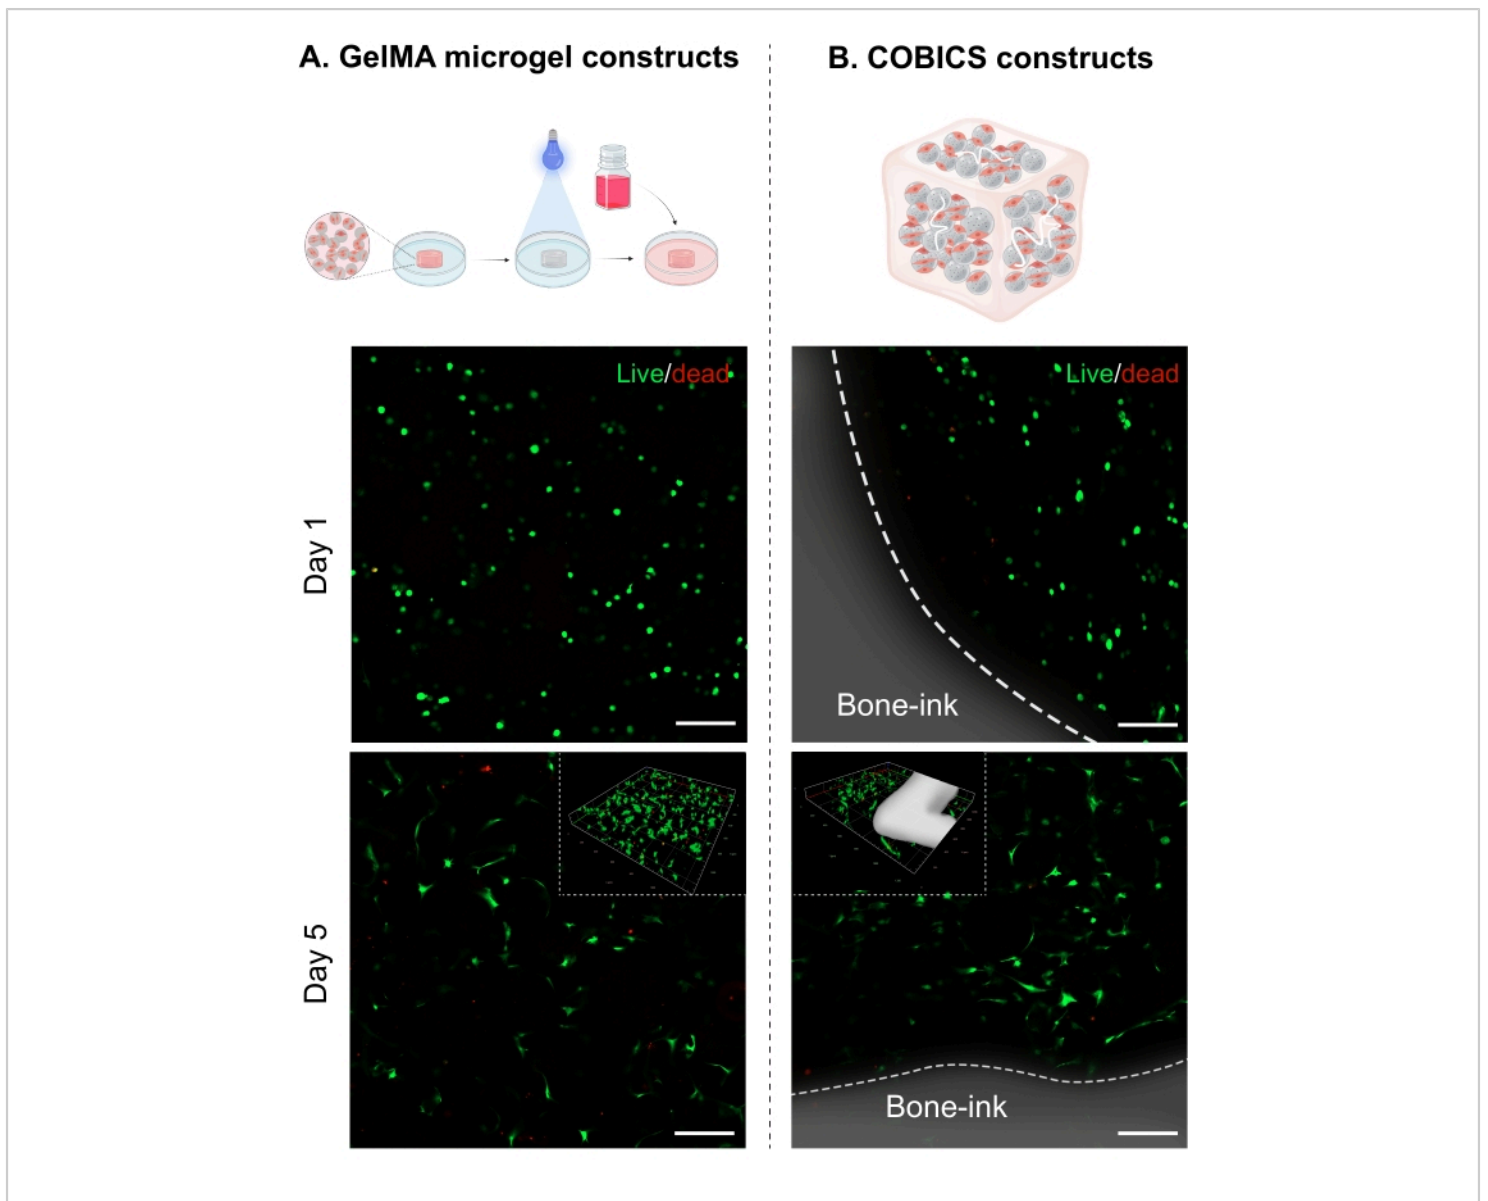 A. GelMA microgel constructs
B. COBICS constructs
Day 1
Live/dead
Live/dead
Bone-ink
Day 5
Bone-ink